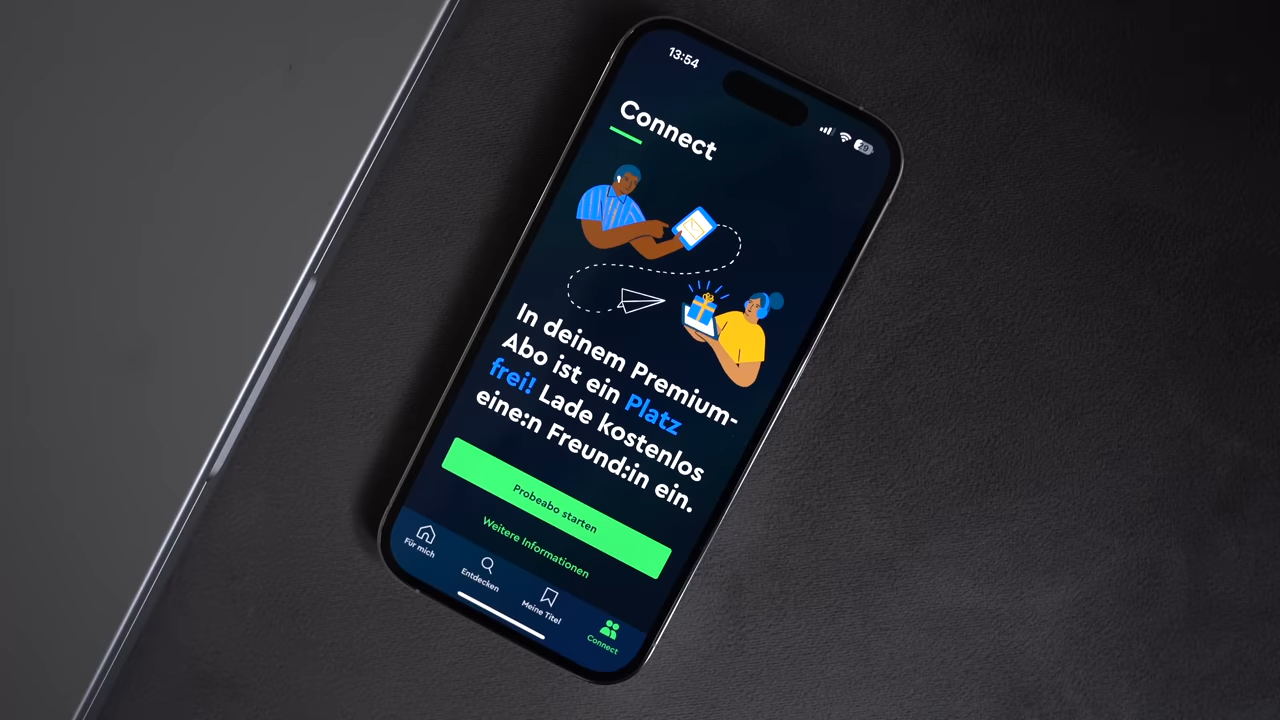 13:54
29
Connect
In deinem Premium-
Abo ist ein Platz
frei! Lade kostenlos
eine:n Freund:in ein.
Probeabo starten
Weitere Informationen
Für mich
Entdecken
Meine Titel
Connect